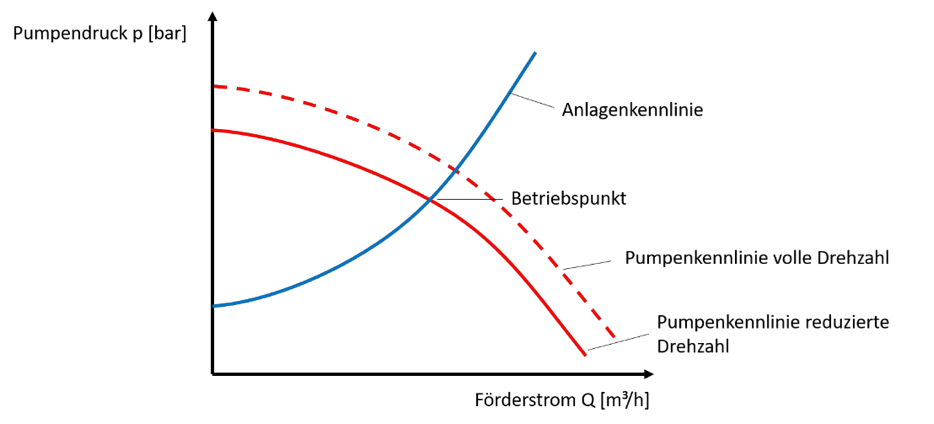 Pumpendruck p [bar]
Anlagenkennlinie
Betriebspunkt
Pumpenkennlinie volle Drehzahl
Pumpenkennlinie reduzierte
Drehzahl
Förderstrom Q [m³/h]